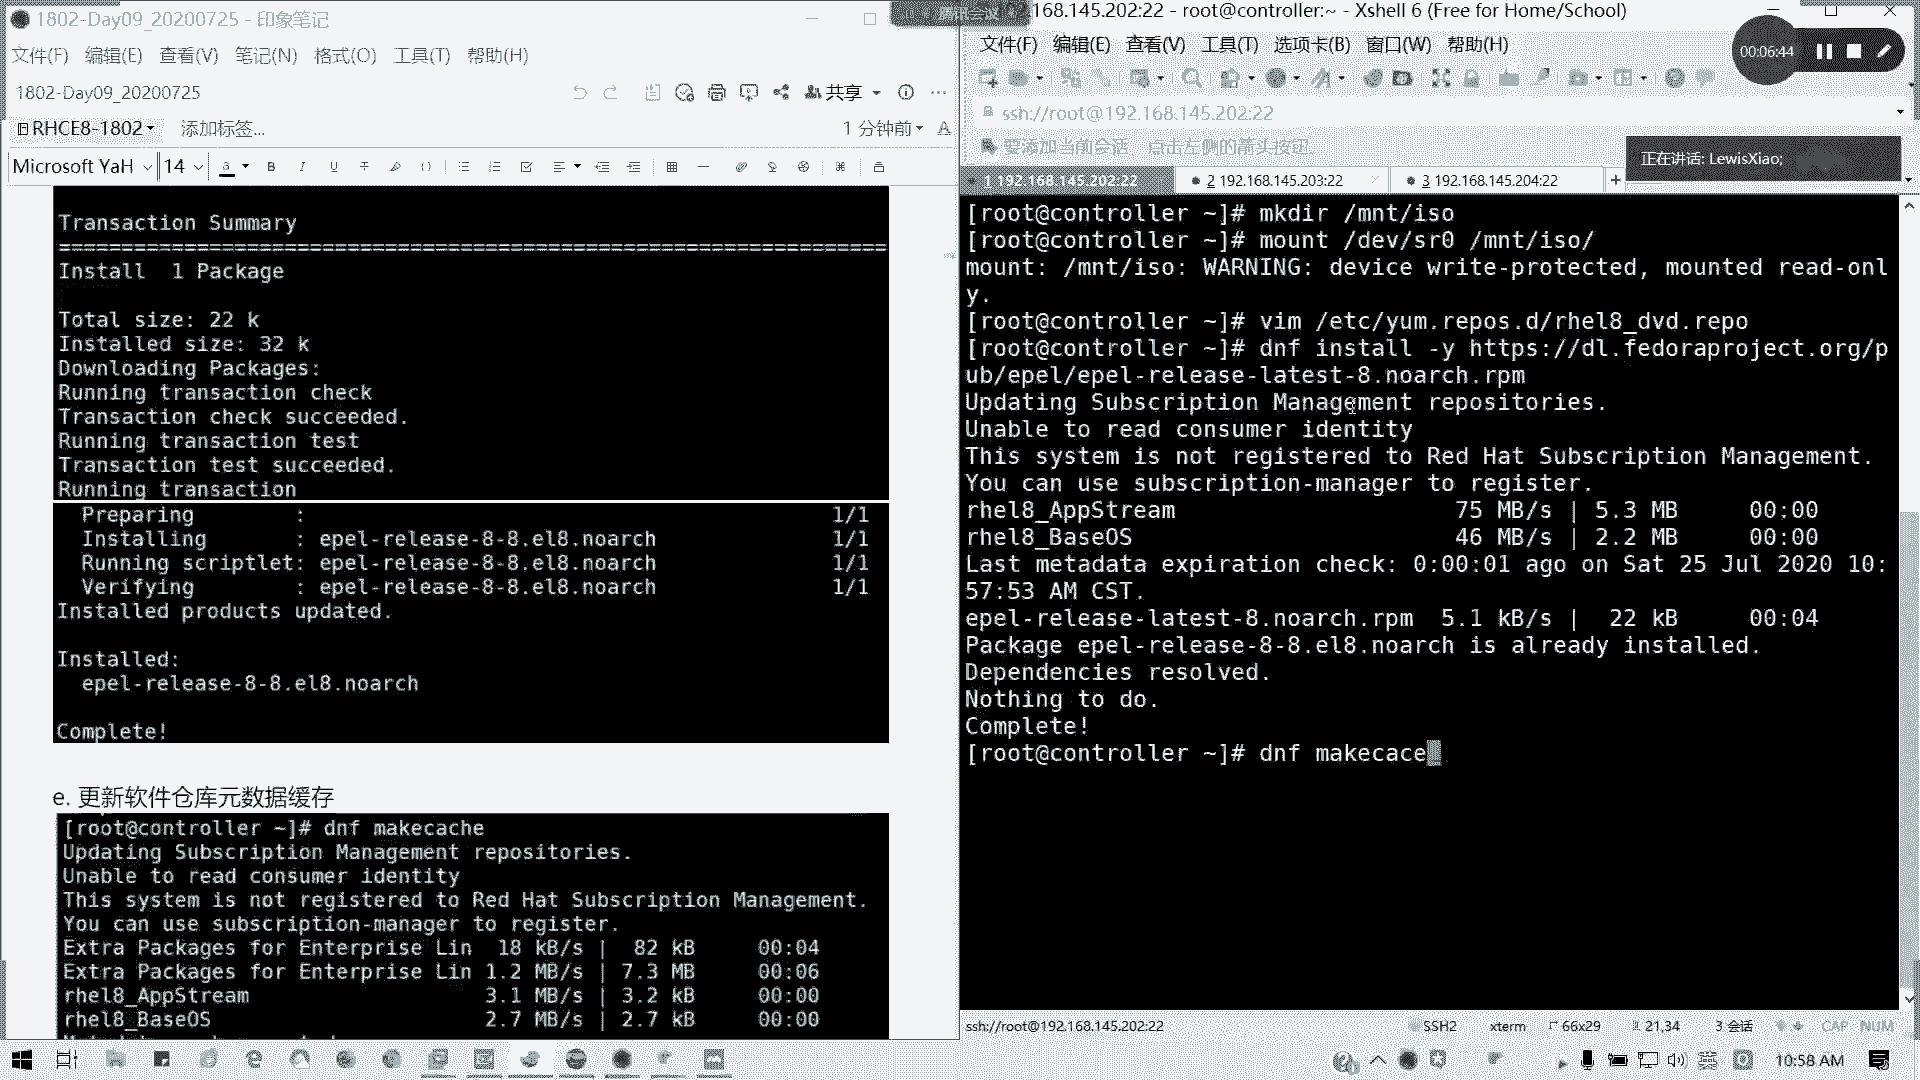 1802-Day09_20200725 - 印象笔记
文件(F) 编辑(E) 查看(V) 笔记(N) 格式(O) 工具(T) 帮助(H)
1802-Day09_20200725
共享
RHCE8-1802 添加标签...
1 分钟前
Microsoft YaH 14
Transaction Summary
================================================================
Install  1 Package
Total size: 22 k
Installed size: 32 k
Downloading Packages:
Running transaction check
Transaction check succeeded.
Running transaction test
Transaction test succeeded.
Running transaction
Preparing        :                                            1/1
Installing       : epel-release-8-8.el8.noarch                1/1
Running scriptlet: epel-release-8-8.el8.noarch                1/1
Verifying        : epel-release-8-8.el8.noarch                1/1
Installed products updated.
Installed:
epel-release-8-8.el8.noarch
Complete!
e. 更新软件仓库元数据缓存
[root@controller ~]# dnf makecache
Updating Subscription Management repositories.
Unable to read consumer identity
This system is not registered to Red Hat Subscription Management.
You can use subscription-manager to register.
Extra Packages for Enterprise Lin  18 kB/s |  82 kB     00:04
Extra Packages for Enterprise Lin 1.2 MB/s | 7.3 MB     00:06
rhel8_AppStream                   3.1 MB/s | 3.2 kB     00:00
rhel8_BaseOS                      2.7 MB/s | 2.7 kB     00:00
腾讯会议
.168.145.202:22 - root@controller:~ - Xshell 6 (Free for Home/School)
文件(F) 编辑(E) 查看(V) 工具(T) 选项卡(B) 窗口(W) 帮助(H)
00:06:44
ssh://root@192.168.145.202:22
要添加当前会话，点击左侧的箭头按钮。
正在讲话: LewisXiao;
1 192.168.145.202:22
2 192.168.145.203:22
3 192.168.145.204:22
[root@controller ~]# mkdir /mnt/iso
[root@controller ~]# mount /dev/sr0 /mnt/iso/
mount: /mnt/iso: WARNING: device write-protected, mounted read-onl
y.
[root@controller ~]# vim /etc/yum.repos.d/rhel8_dvd.repo
[root@controller ~]# dnf install -y https://dl.fedoraproject.org/p
ub/epel/epel-release-latest-8.noarch.rpm
Updating Subscription Management repositories.
Unable to read consumer identity
This system is not registered to Red Hat Subscription Management.
You can use subscription-manager to register.
rhel8_AppStream                    75 MB/s | 5.3 MB     00:00
rhel8_BaseOS                       46 MB/s | 2.2 MB     00:00
Last metadata expiration check: 0:00:01 ago on Sat 25 Jul 2020 10:
57:53 AM CST.
epel-release-latest-8.noarch.rpm  5.1 kB/s |  22 kB     00:04
Package epel-release-8-8.el8.noarch is already installed.
Dependencies resolved.
Nothing to do.
Complete!
[root@controller ~]# dnf makecace
ssh://root@192.168.145.202:22
SSH2 xterm 66x29 21,34 3 会话 CAP NUM
英
10:58 AM